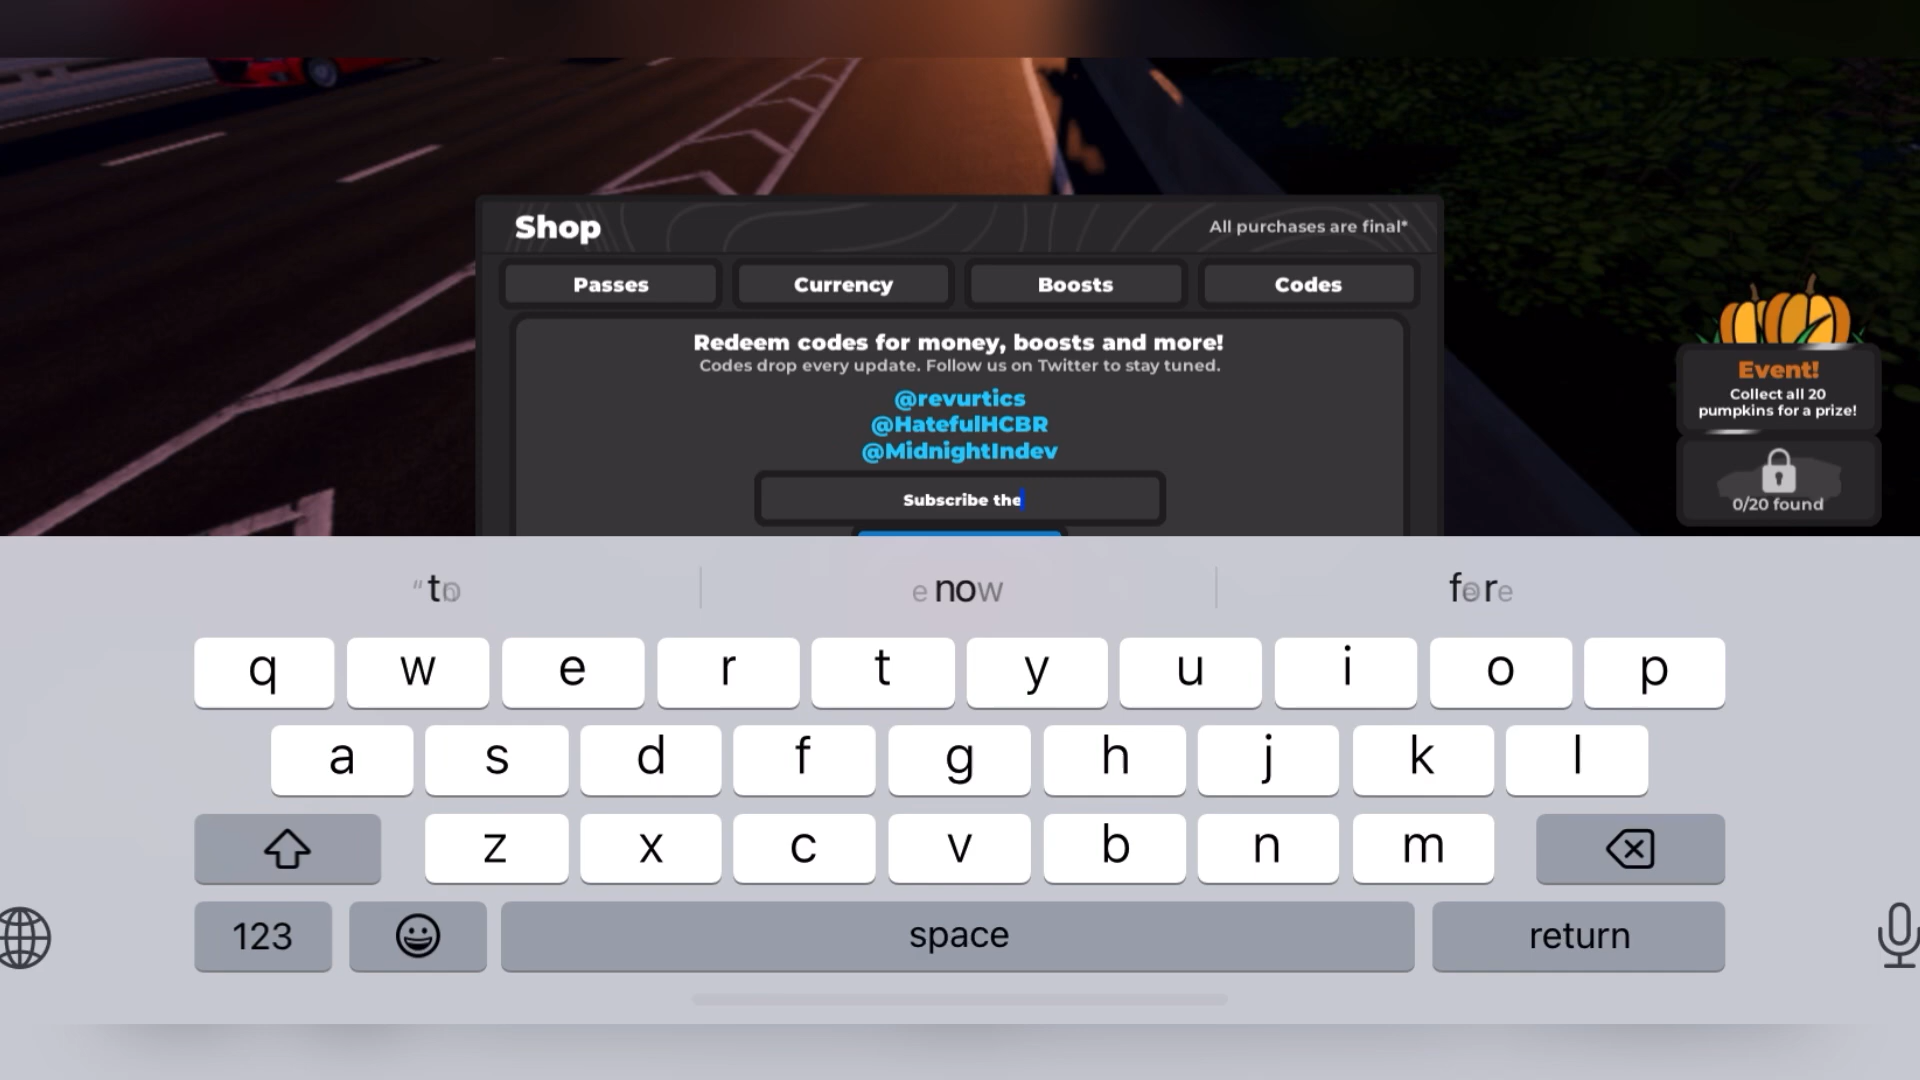 Shop
All purchases are final*
Passes
Currency
Boosts
Codes
Redeem codes for money, boosts and more!
Codes drop every update. Follow us on Twitter to stay tuned.
@revurtics
@HatefulHCBR
@MidnightIndev
Subscribe the
Event!
Collect all 20
pumpkins for a prize!
0/20 found
now
q w e r t y u i o p
a s d f g h j k l
z x c v b n m
123
space
return